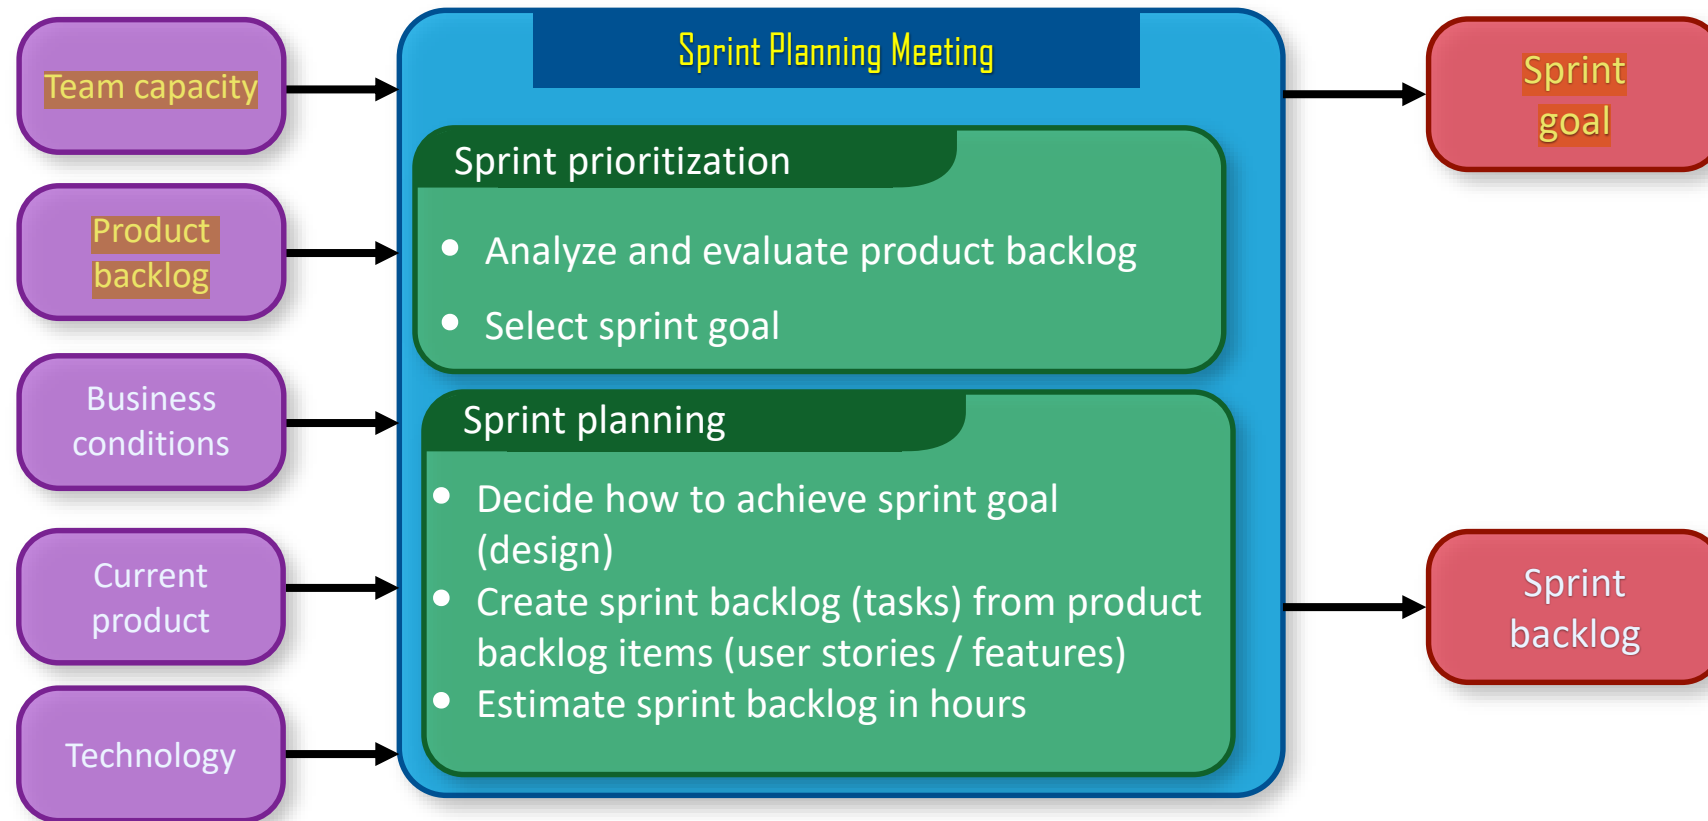 Team capacity
Product
backlog
Business
conditions
Current
product
Technology
Sprint Planning Meeting
Sprint prioritization
• Analyze and evaluate product backlog
• Select sprint goal
Sprint planning
• Decide how to achieve sprint goal
(design)
• Create sprint backlog (tasks) from product
backlog items (user stories / features)
• Estimate sprint backlog in hours
Sprint
goal
Sprint
backlog